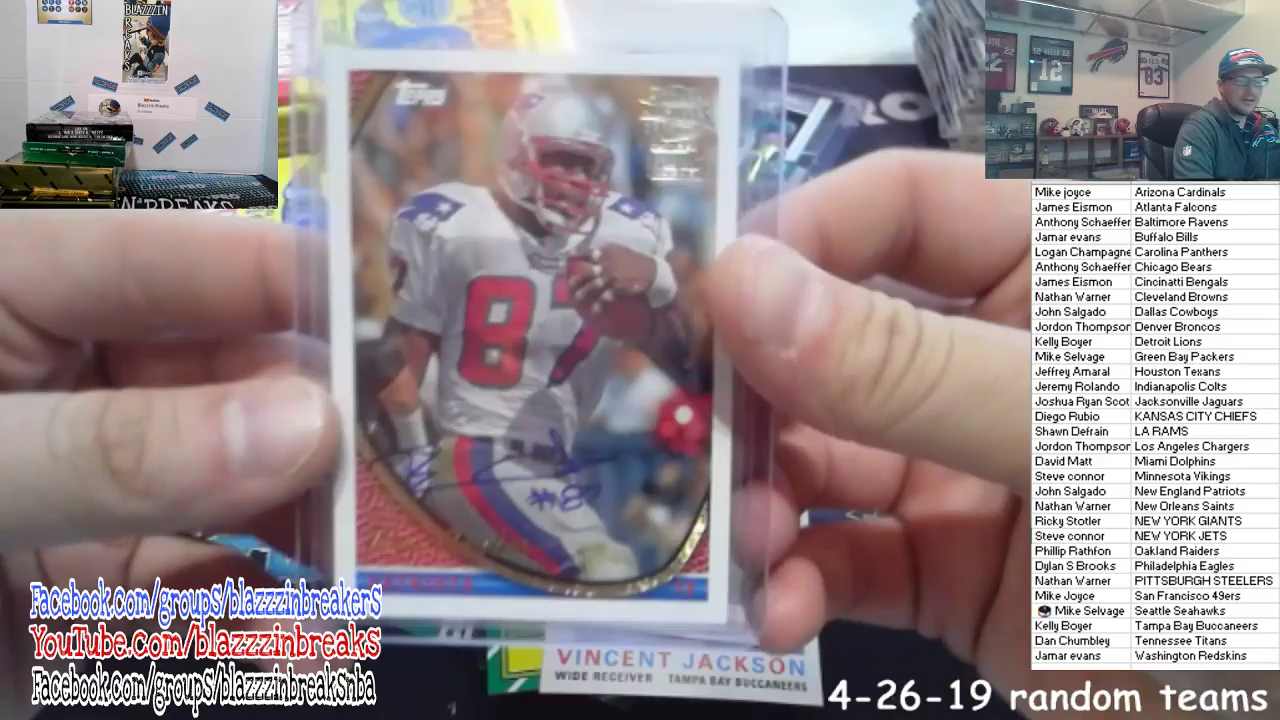 BLAZZZIN
BREAKS
Topps
87
#87
PATRIOTS
VINCENT JACKSON
WIDE RECEIVER TAMPA BAY BUCCANEERS
12
83
Mike joyce Arizona Cardinals
James Eismon Atlanta Falcons
Anthony Schaeffer Baltimore Ravens
Jamar evans Buffalo Bills
Logan Champagne Carolina Panthers
Anthony Schaeffer Chicago Bears
James Eismon Cincinatti Bengals
Nathan Warner Cleveland Browns
John Salgado Dallas Cowboys
Jordon Thompson Denver Broncos
Kelly Boyer Detroit Lions
Mike Selvage Green Bay Packers
Jeffrey Amaral Houston Texans
Jeremy Rolando Indianapolis Colts
Joshua Ryan Scot Jacksonville Jaguars
Diego Rubio KANSAS CITY CHIEFS
Shawn Defrain LA RAMS
Jordon Thompson Los Angeles Chargers
David Matt Miami Dolphins
Steve connor Minnesota Vikings
John Salgado New England Patriots
Nathan Warner New Orleans Saints
Ricky Stotler NEW YORK GIANTS
Steve connor NEW YORK JETS
Phillip Rathfon Oakland Raiders
Dylan S Brooks Philadelphia Eagles
Nathan Warner PITTSBURGH STEELERS
Mike Joyce San Francisco 49ers
Mike Selvage Seattle Seahawks
Kelly Boyer Tampa Bay Buccaneers
Dan Chumbley Tennessee Titans
Jamar evans Washington Redskins
Facebook.com/groups/blazzzinbreakers
YouTube.com/blazzzinbreaks
Facebook.com/groups/blazzzinbreaksnba
4-26-19 random teams